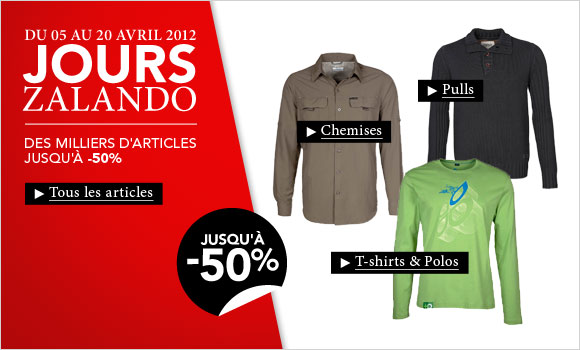 DU 05 AU 20 AVRIL 2012
JOURS
ZALANDO
DES MILLIERS D'ARTICLES
JUSQU'À -50%
Tous les articles
JUSQU'À
-50%
Chemises
Pulls
T-shirts & Polos